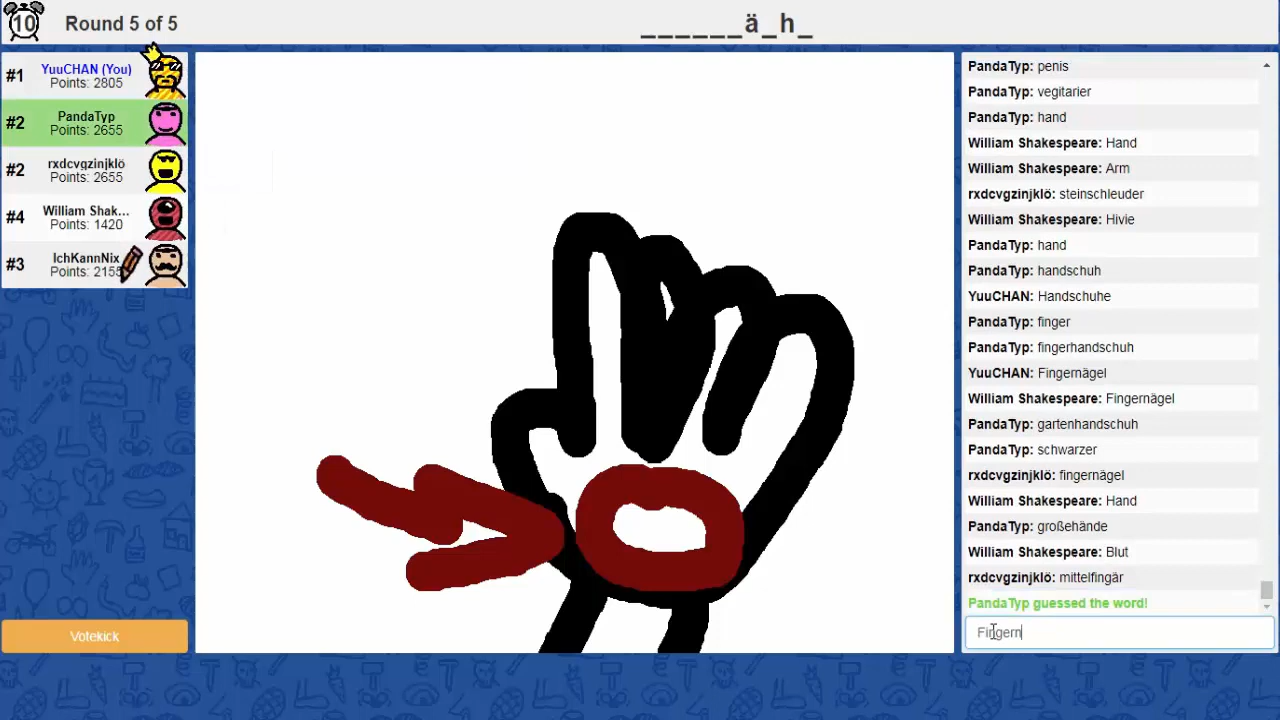 10
Round 5 of 5
______ä_h_
#1
YuuCHAN (You)
Points: 2805
#2
PandaTyp
Points: 2655
#2
rxdcvgzinjklö
Points: 2655
#4
William Shak...
Points: 1420
#3
IchKannNix
Points: 2155
Votekick
PandaTyp: penis
PandaTyp: vegitarier
PandaTyp: hand
William Shakespeare: Hand
William Shakespeare: Arm
rxdcvgzinjklö: steinschleuder
William Shakespeare: Hivie
PandaTyp: hand
PandaTyp: handschuh
YuuCHAN: Handschuhe
PandaTyp: finger
PandaTyp: fingerhandschuh
YuuCHAN: Fingernägel
William Shakespeare: Fingernägel
PandaTyp: gartenhandschuh
PandaTyp: schwarzer
rxdcvgzinjklö: fingernägel
William Shakespeare: Hand
PandaTyp: großehände
William Shakespeare: Blut
rxdcvgzinjklö: mittelfingär
PandaTyp guessed the word!
Fingern